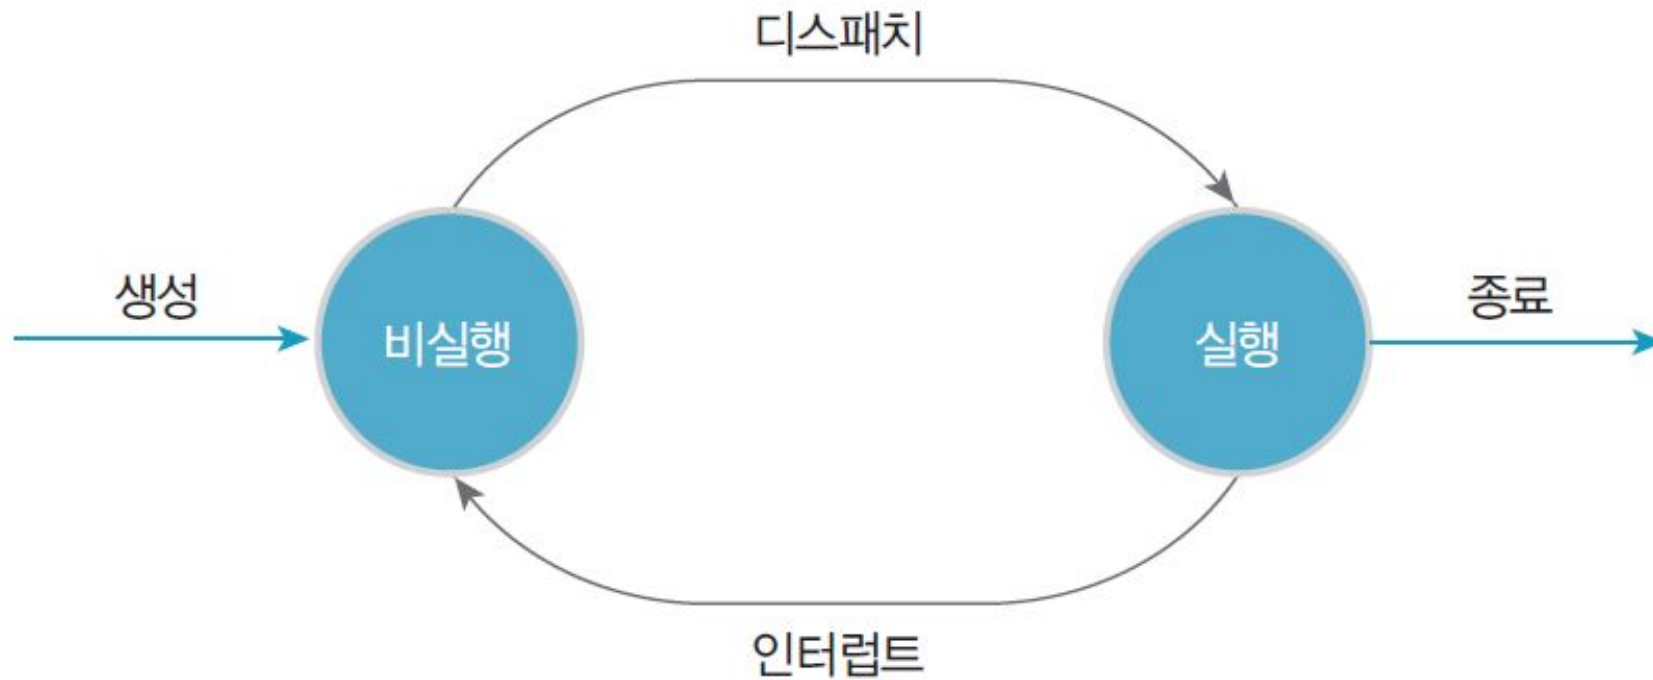 디스패치
생성
비실행
실행
종료
인터럽트